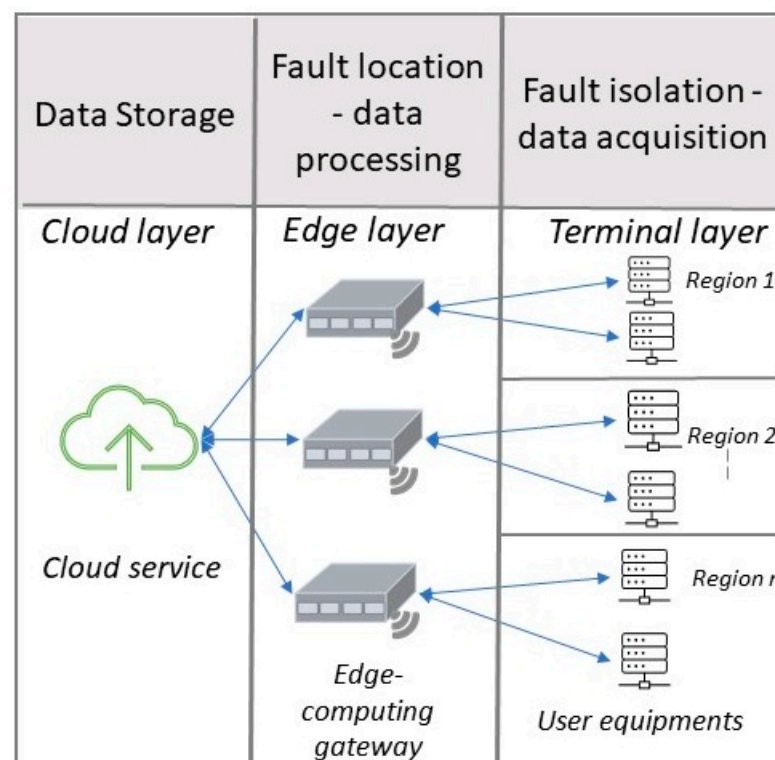 Data Storage
Fault location
- data
processing
Fault isolation -
data acquisition
Cloud layer
Edge layer
Terminal layer
Region 1
Region 2
Cloud service
Region
Edge-
computing
gateway
User equipments